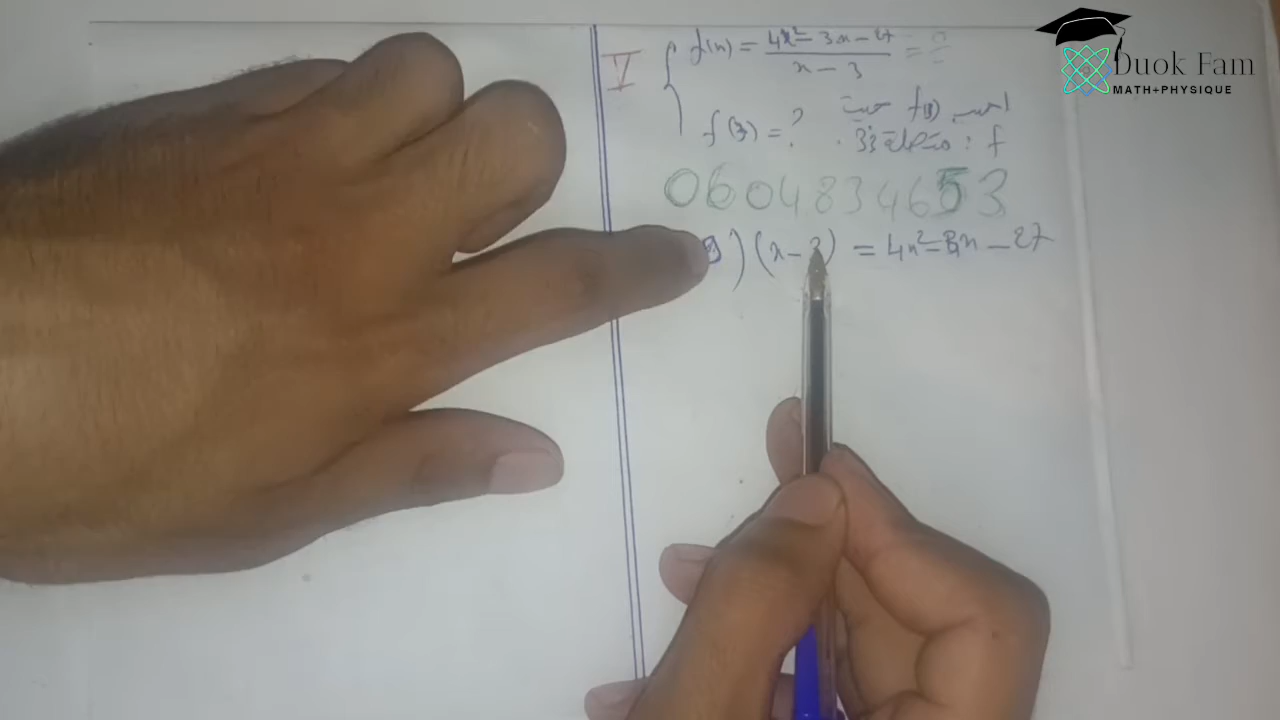 V
f(x) = 4x² - 3x - 27 / x - 3 =
f(3) = ? احسب f(3) حيث
f : متصلة في 3.
0604834653
9)(x - 3) = 4x² - 3x - 27
Duok Fam
MATH+PHYSIQUE